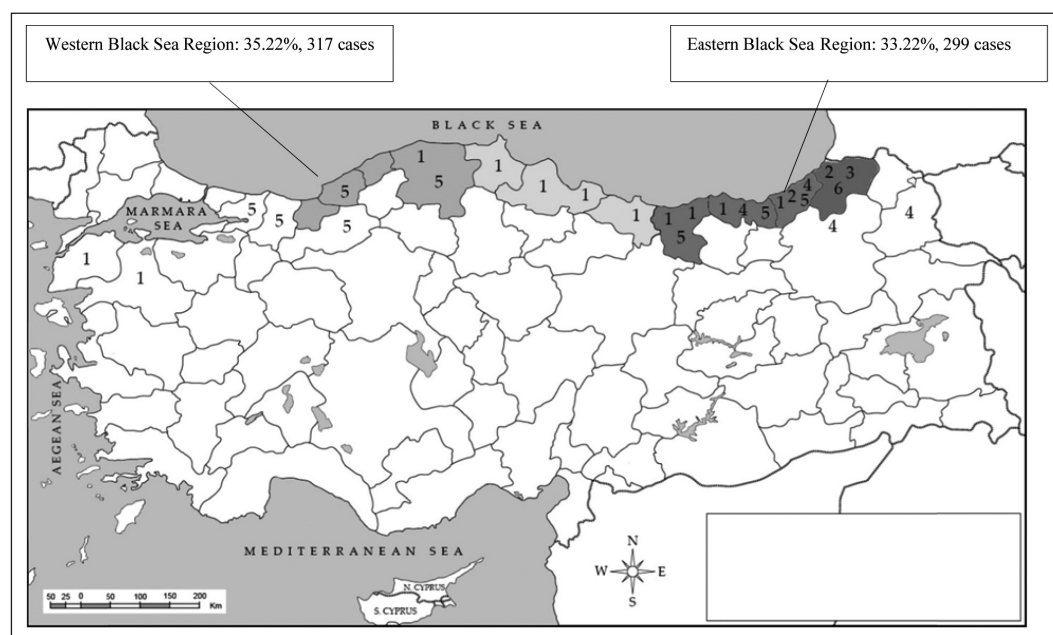 Western Black Sea Region: 35.22%, 317 cases
Eastern Black Sea Region: 33.22%, 299 cases
BLACK SEA
1
5
5
1
1
1
1
5
5
5
MARMARA
SEA
1
1
5
1
4
5
1
2
4
5
2
3
6
4
4
1
1
AEGEAN SEA
MEDITERRANEAN SEA
N. CYPRUS
S. CYPRUS
N
W
E
S
50 25 0 50 100 150 200
Km